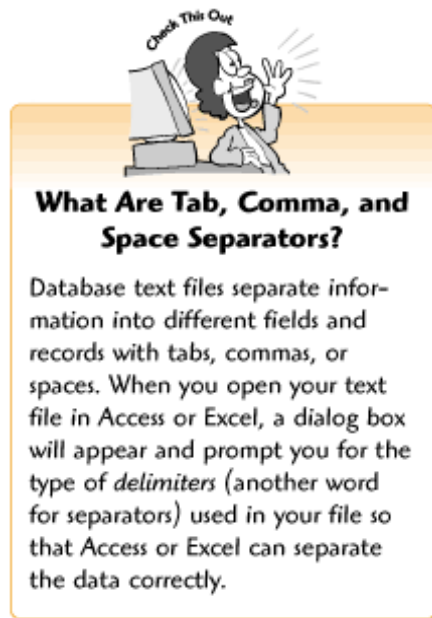 Check This Out
What Are Tab, Comma, and
Space Separators?
Database text files separate infor-
mation into different fields and
records with tabs, commas, or
spaces. When you open your text
file in Access or Excel, a dialog box
will appear and prompt you for the
type of delimiters (another word
for separators) used in your file so
that Access or Excel can separate
the data correctly.